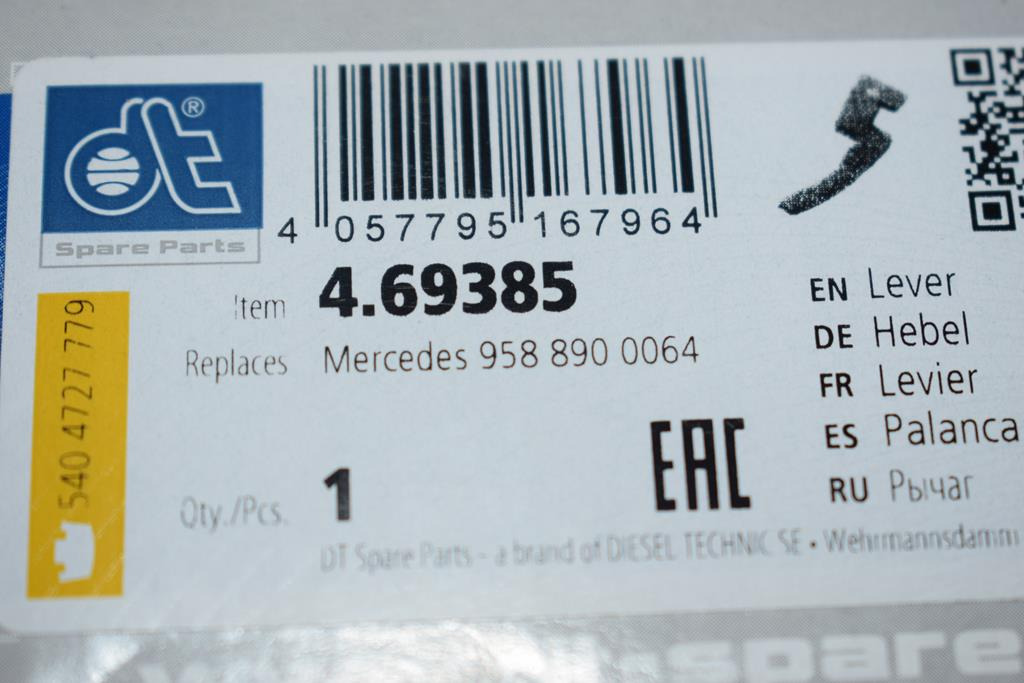 dt®
Spare Parts
4 057795 167964
Item 4.69385
Replaces Mercedes 958 890 0064
Qty./Pcs. 1
EAC
EN Lever
DE Hebel
FR Levier
ES Palanca
RU Рычаг
DT Spare Parts - a brand of DIESEL TECHNIC SE • Wehrmannsdamm
540 4727 779
spare